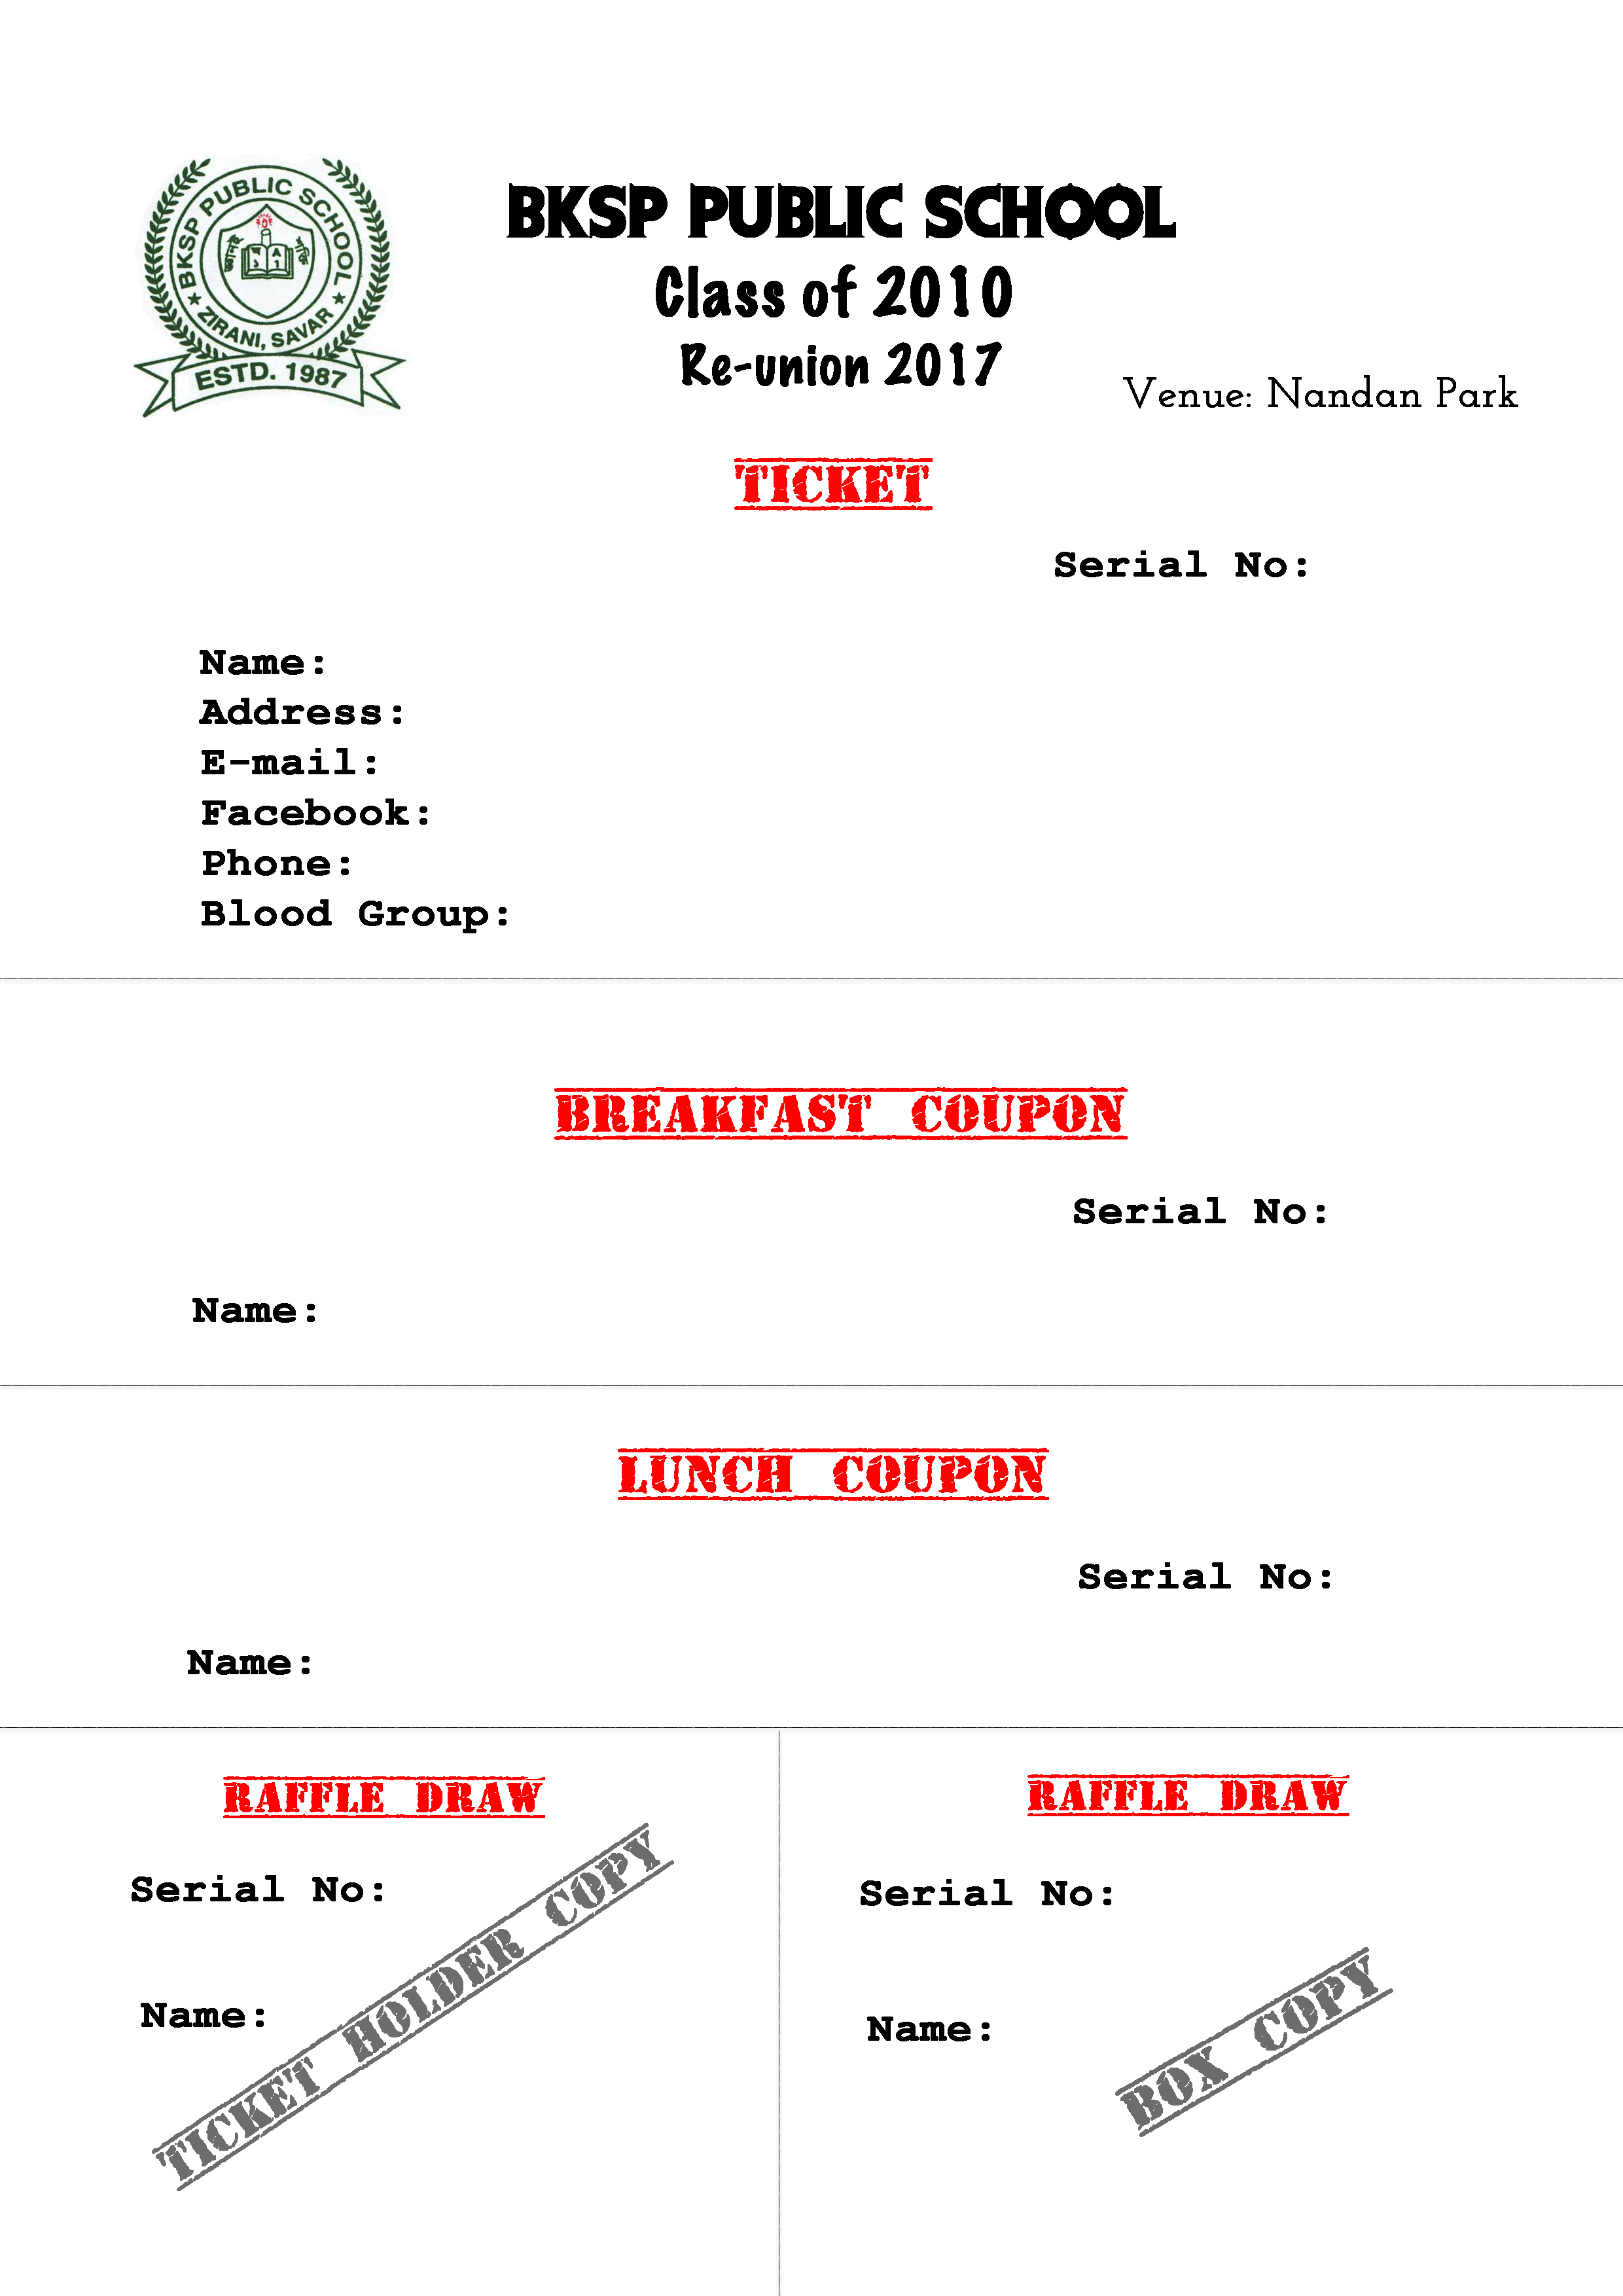 BKSP PUBLIC SCHOOL
ZIRANI, SAVAR
ESTD. 1987
BKSP PUBLIC SCHOOL
Class of 2010
Re-union 2017
Venue: Nandan Park
TICKET
Serial No:
Name:
Address:
E-mail:
Facebook:
Phone:
Blood Group:
BREAKFAST COUPON
Serial No:
Name:
LUNCH COUPON
Serial No:
Name:
RAFFLE DRAW
Serial No:
Name:
TICKET HOLDER COPY
RAFFLE DRAW
Serial No:
Name:
BOX COPY